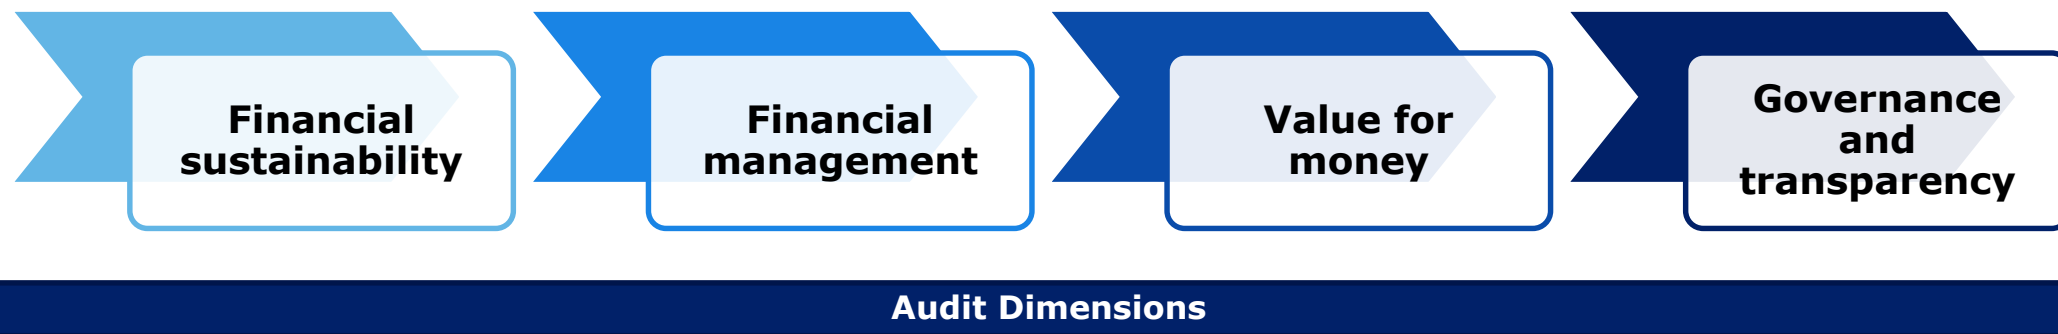 Financial
sustainability
Financial
management
Value for
money
Governance
and
transparency
Audit Dimensions